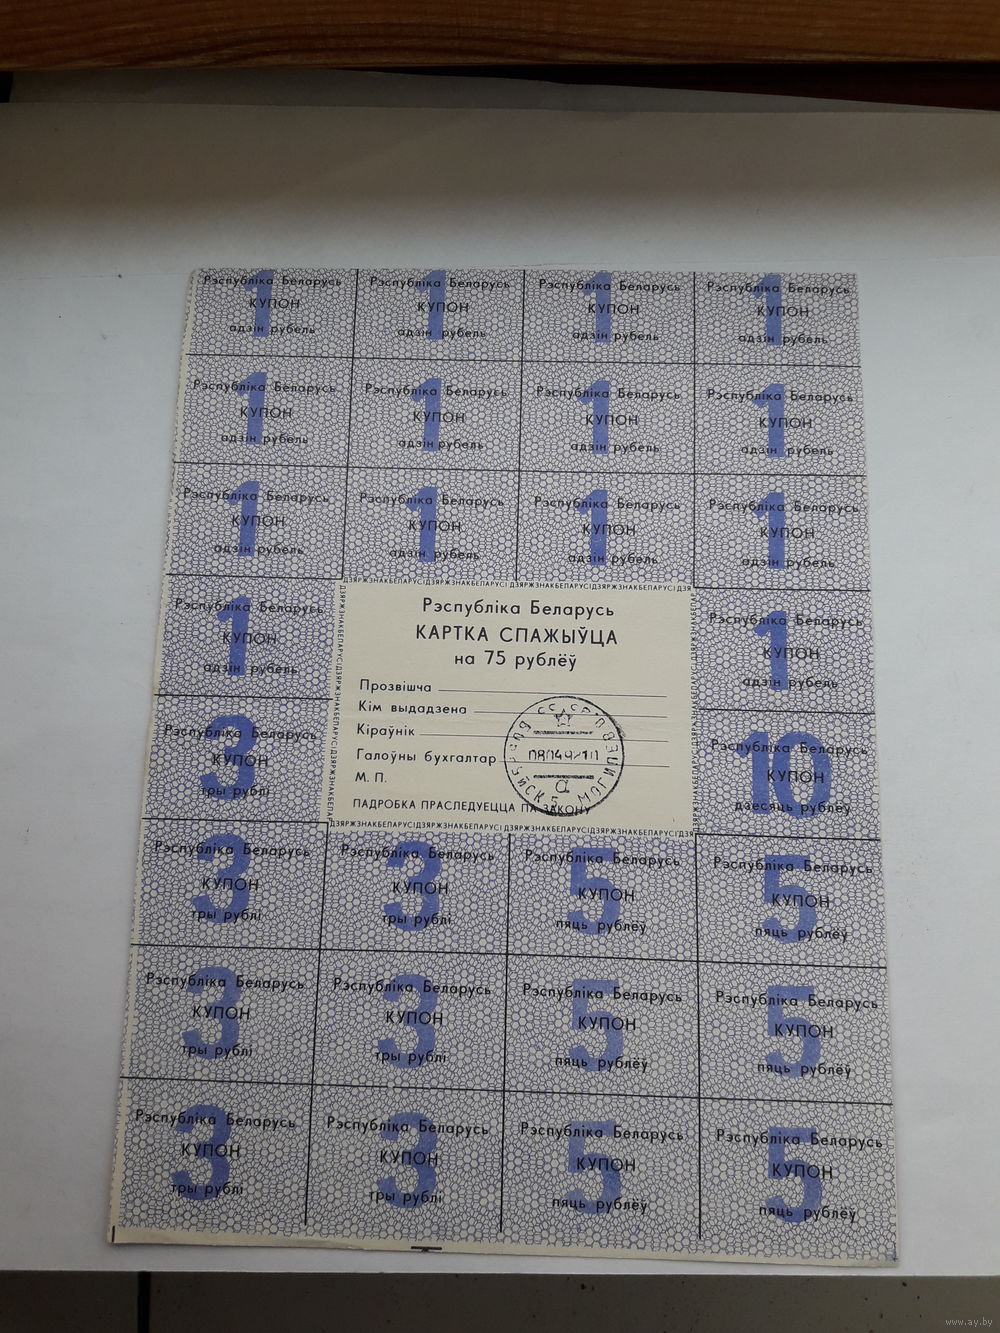 Рэспубліка Беларусь Рэспубліка Беларусь Рэспубліка Беларусь Рэспубліка Беларусь
1 КУПОН 1 КУПОН 1 КУПОН 1 КУПОН
адзін рубель адзін рубель адзін рубель адзін рубель
Рэспубліка Беларусь Рэспубліка Беларусь Рэспубліка Беларусь Рэспубліка Беларусь
1 КУПОН 1 КУПОН 1 КУПОН 1 КУПОН
адзін рубель адзін рубель адзін рубель адзін рубель
Рэспубліка Беларусь Рэспубліка Беларусь Рэспубліка Беларусь Рэспубліка Беларусь
1 КУПОН 1 КУПОН 1 КУПОН 1 КУПОН
адзін рубель адзін рубель адзін рубель адзін рубель
Рэспубліка Беларусь
1 КУПОН
адзін рубель
ДЗЯРЖЗНАКБЕЛАРУСІДЗЯРЖЗНАКБЕЛАРУСІДЗЯРЖЗНАКБЕЛАРУСІДЗЯРЖЗНАКБЕЛАРУСІДЗЯ
Рэспубліка Беларусь
КАРТКА СПАЖЫЎЦА
на 75 рублёў
Прозвішча
Кім выдадзена
Кіраўнік
Галоўны бухгалтар
М. П.
ПАДРОБКА ПРАСЛЕДУЕЦЦА ПА ЗАКОНУ
СССР
а
ДЗЯРЖЗНАКБЕЛАРУСІДЗЯРЖЗНАКБЕЛАРУСІДЗЯРЖЗНАКБЕЛАРУСІДЗЯРЖЗНАКБЕЛАРУСІДЗЯ
Рэспубліка Беларусь
1 КУПОН
адзін рубель
Рэспубліка Беларусь
3 КУПОН
тры рублі
Рэспубліка Беларусь
10 КУПОН
дзесяць рублёў
Рэспубліка Беларусь Рэспубліка Беларусь Рэспубліка Беларусь Рэспубліка Беларусь
3 КУПОН 3 КУПОН 5 КУПОН 5 КУПОН
тры рублі тры рублі пяць рублёў пяць рублёў
Рэспубліка Беларусь Рэспубліка Беларусь Рэспубліка Беларусь Рэспубліка Беларусь
3 КУПОН 3 КУПОН 5 КУПОН 5 КУПОН
тры рублі тры рублі пяць рублёў пяць рублёў
Рэспубліка Беларусь Рэспубліка Беларусь Рэспубліка Беларусь Рэспубліка Беларусь
3 КУПОН 3 КУПОН 5 КУПОН 5 КУПОН
тры рублі тры рублі пяць рублёў пяць рублёў
www.ay.by